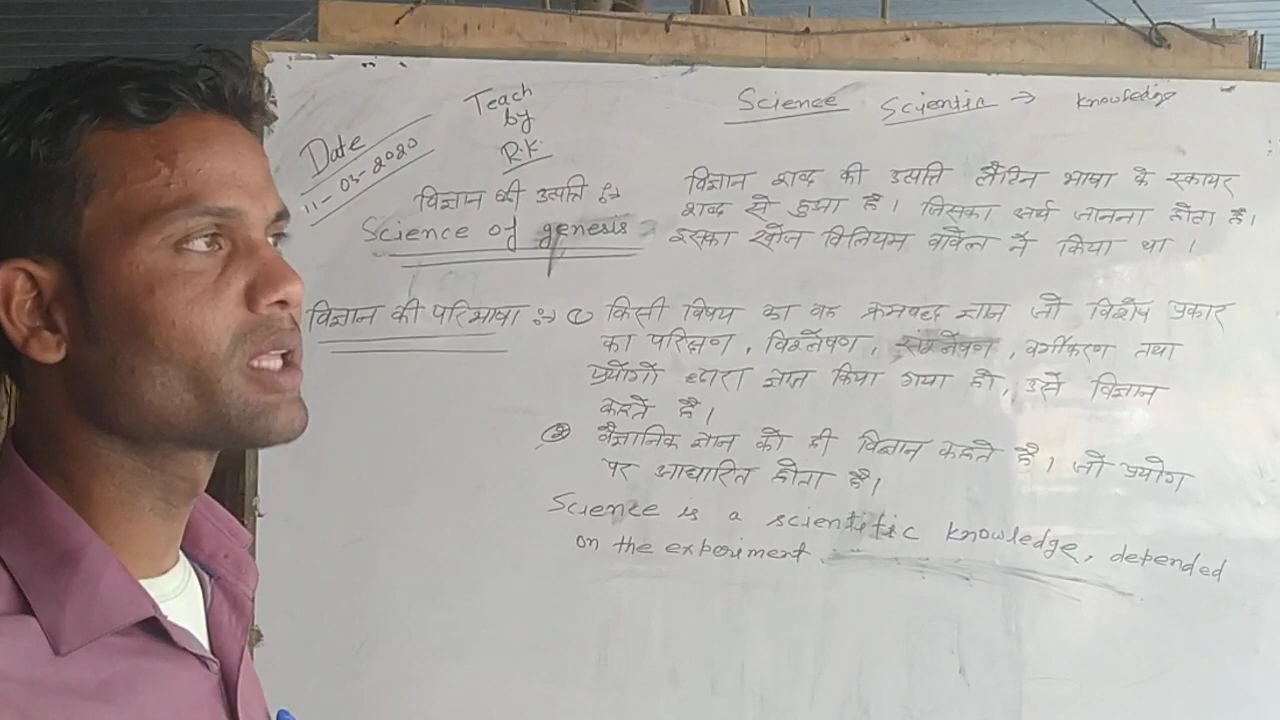 Date
11-03-2020
Teach
by
R.K.
Science Scientia → Knowledge
विज्ञान की उत्पति :→
Science of genesis
विज्ञान शब्द की उत्पति लैटिन भाषा के स्कायर
शब्द से हुआ है। जिसका अर्थ जानना होता है।
इसका खोज विलियम वावेल ने किया था ।
विज्ञान की परिभाषा :→ ① किसी विषय का वह क्रमबद्ध ज्ञान जो विशेष प्रकार
का परिक्षण, विश्लेषण, संश्लेषण, वर्गीकरण तथा
प्रयोगों द्वारा ज्ञात किया गया हो, उसे विज्ञान
कहते है।
② वैज्ञानिक ज्ञान को ही विज्ञान कहते है, जो प्रयोग
पर आधारित होता है।
Science is a scientific knowledge, depended
on the experiment